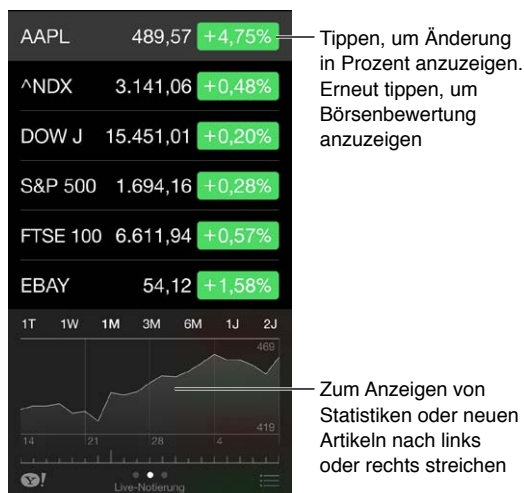 AAPL 489,57 +4,75%
^NDX 3.141,06 +0,48%
DOW J 15.451,01 +0,20%
S&P 500 1.694,16 +0,28%
FTSE 100 6.611,94 +0,57%
EBAY 54,12 +1,58%
1T 1W 1M 3M 6M 1J 2J
469
419
14 21 28 4
Y!
Live-Notierung
Tippen, um Änderung
in Prozent anzuzeigen.
Erneut tippen, um
Börsenbewertung
anzuzeigen
Zum Anzeigen von
Statistiken oder neuen
Artikeln nach links
oder rechts streichen